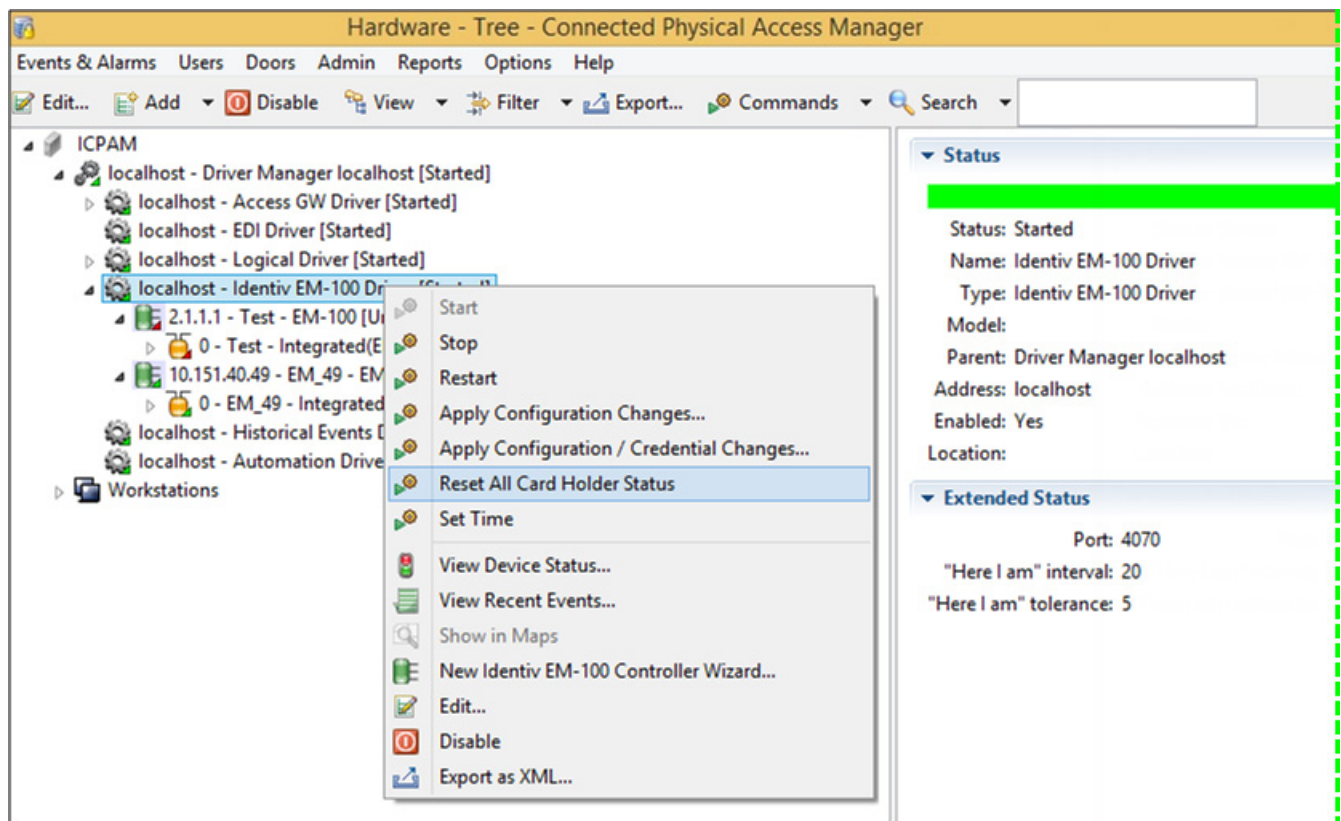 Hardware - Tree - Connected Physical Access Manager
Events & Alarms Users Doors Admin Reports Options Help
Edit... Add Disable View Filter Export... Commands Search
ICPAM
localhost - Driver Manager localhost [Started]
localhost - Access GW Driver [Started]
localhost - EDI Driver [Started]
localhost - Logical Driver [Started]
localhost - Identiv EM-100
2.1.1.1 - Test - EM-100
0 - Test -
10.151.40.49 - EM_49 -
0 - EM_49 - Integrated
localhost - Historical Events
localhost - Automation
Workstations
Start
Stop
Restart
Apply Configuration Changes...
Apply Configuration / Credential Changes...
Reset All Card Holder Status
Set Time
View Device Status...
View Recent Events...
Show in Maps
New Identiv EM-100 Controller Wizard...
Edit...
Disable
Export as XML...
Status
Status: Started
Name: Identiv EM-100 Driver
Type: Identiv EM-100 Driver
Model:
Parent: Driver Manager localhost
Address: localhost
Enabled: Yes
Location:
Extended Status
Port: 4070
"Here I am" interval: 20
"Here I am" tolerance: 5